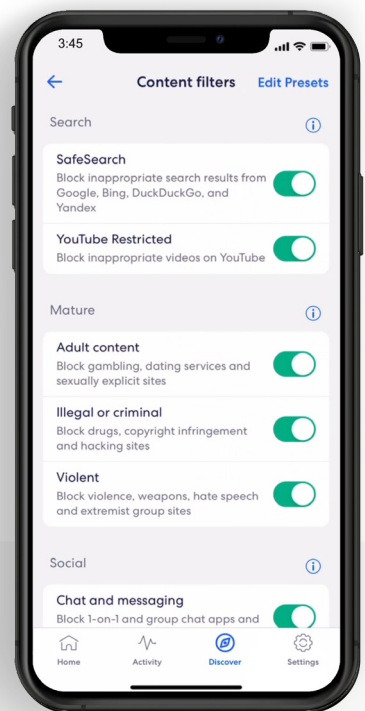 3:45
Content filters Edit Presets
Search
SafeSearch
Block inappropriate search results from
Google, Bing, DuckDuckGo, and
Yandex
YouTube Restricted
Block inappropriate videos on YouTube
Mature
Adult content
Block gambling, dating services and
sexually explicit sites
Illegal or criminal
Block drugs, copyright infringement
and hacking sites
Violent
Block violence, weapons, hate speech
and extremist group sites
Social
Chat and messaging
Block 1-on-1 and group chat apps and
Home Activity Discover Settings